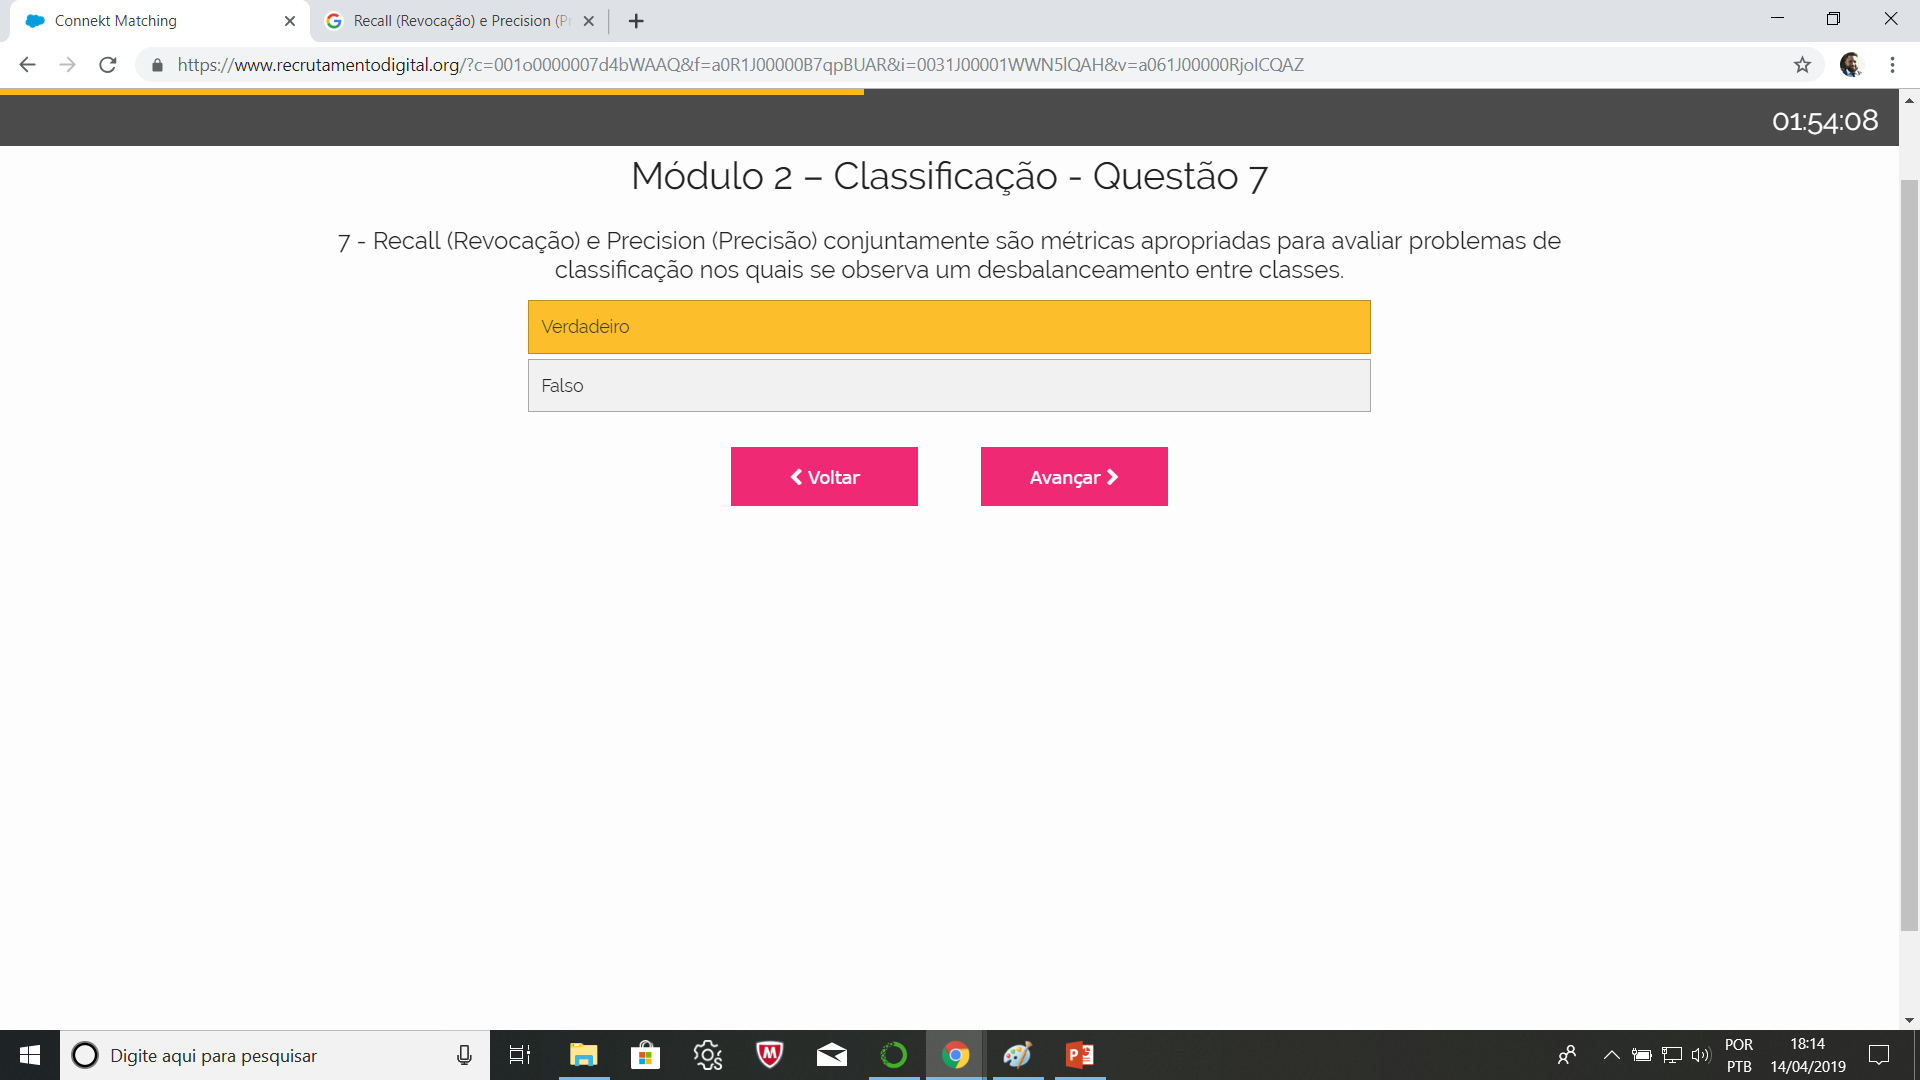 Connekt Matching
Recall (Revocação) e Precision (P
https://www.recrutamentodigital.org/?c=001o0000007d4bWAAQ&f=a0R1J00000B7qpBUAR&i=0031J00001WWN5lQAH&v=a061J00000RjoICQAZ
01:54:08
Módulo 2 – Classificação - Questão 7
7 - Recall (Revocação) e Precision (Precisão) conjuntamente são métricas apropriadas para avaliar problemas de
classificação nos quais se observa um desbalanceamento entre classes.
Verdadeiro
Falso
Voltar
Avançar
Digite aqui para pesquisar
POR
PTB
18:14
14/04/2019